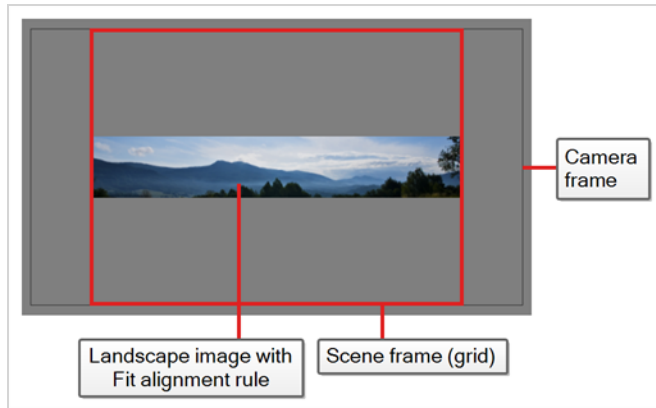 Camera
frame
Landscape image with
Fit alignment rule
Scene frame (grid)